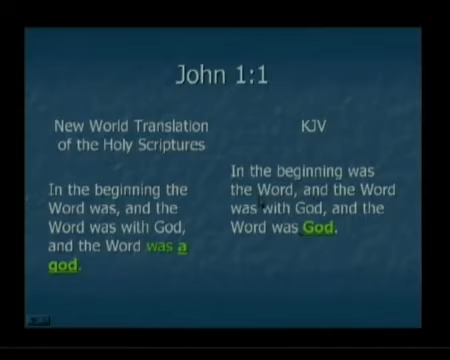 John 1:1
New World Translation
of the Holy Scriptures
In the beginning the
Word was, and the
Word was with God,
and the Word was a
god.
KJV
In the beginning was
the Word, and the Word
was with God, and the
Word was God.